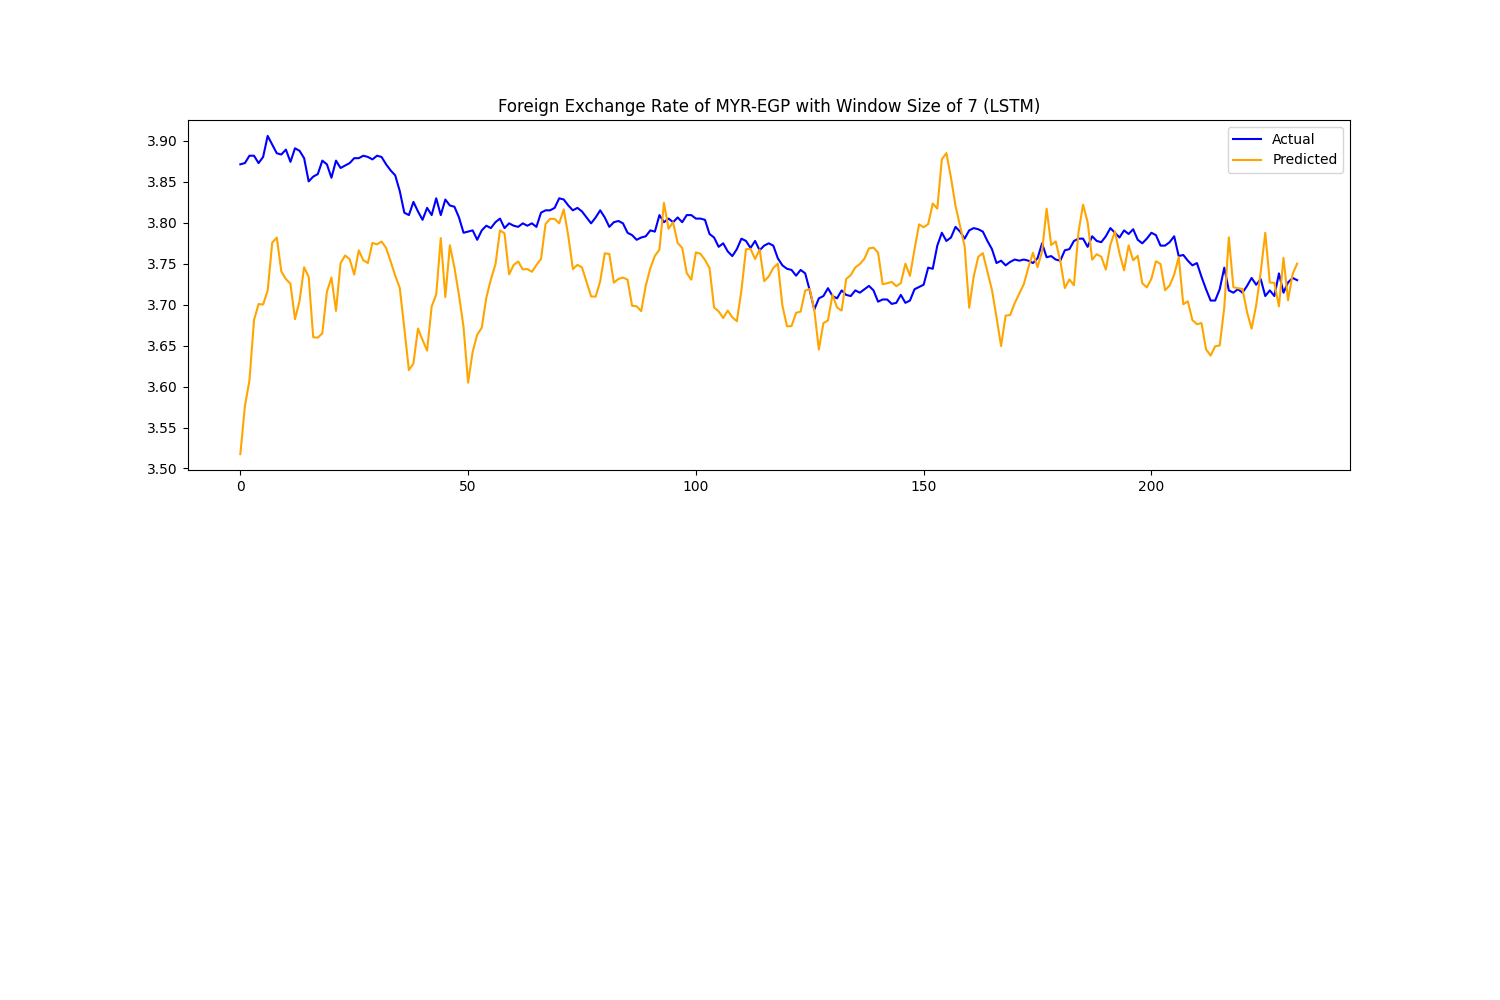 Foreign Exchange Rate of MYR-EGP with Window Size of 7 (LSTM)
Actual
Predicted
3.90
3.85
3.80
3.75
3.70
3.65
3.60
3.55
3.50
0 50 100 150 200